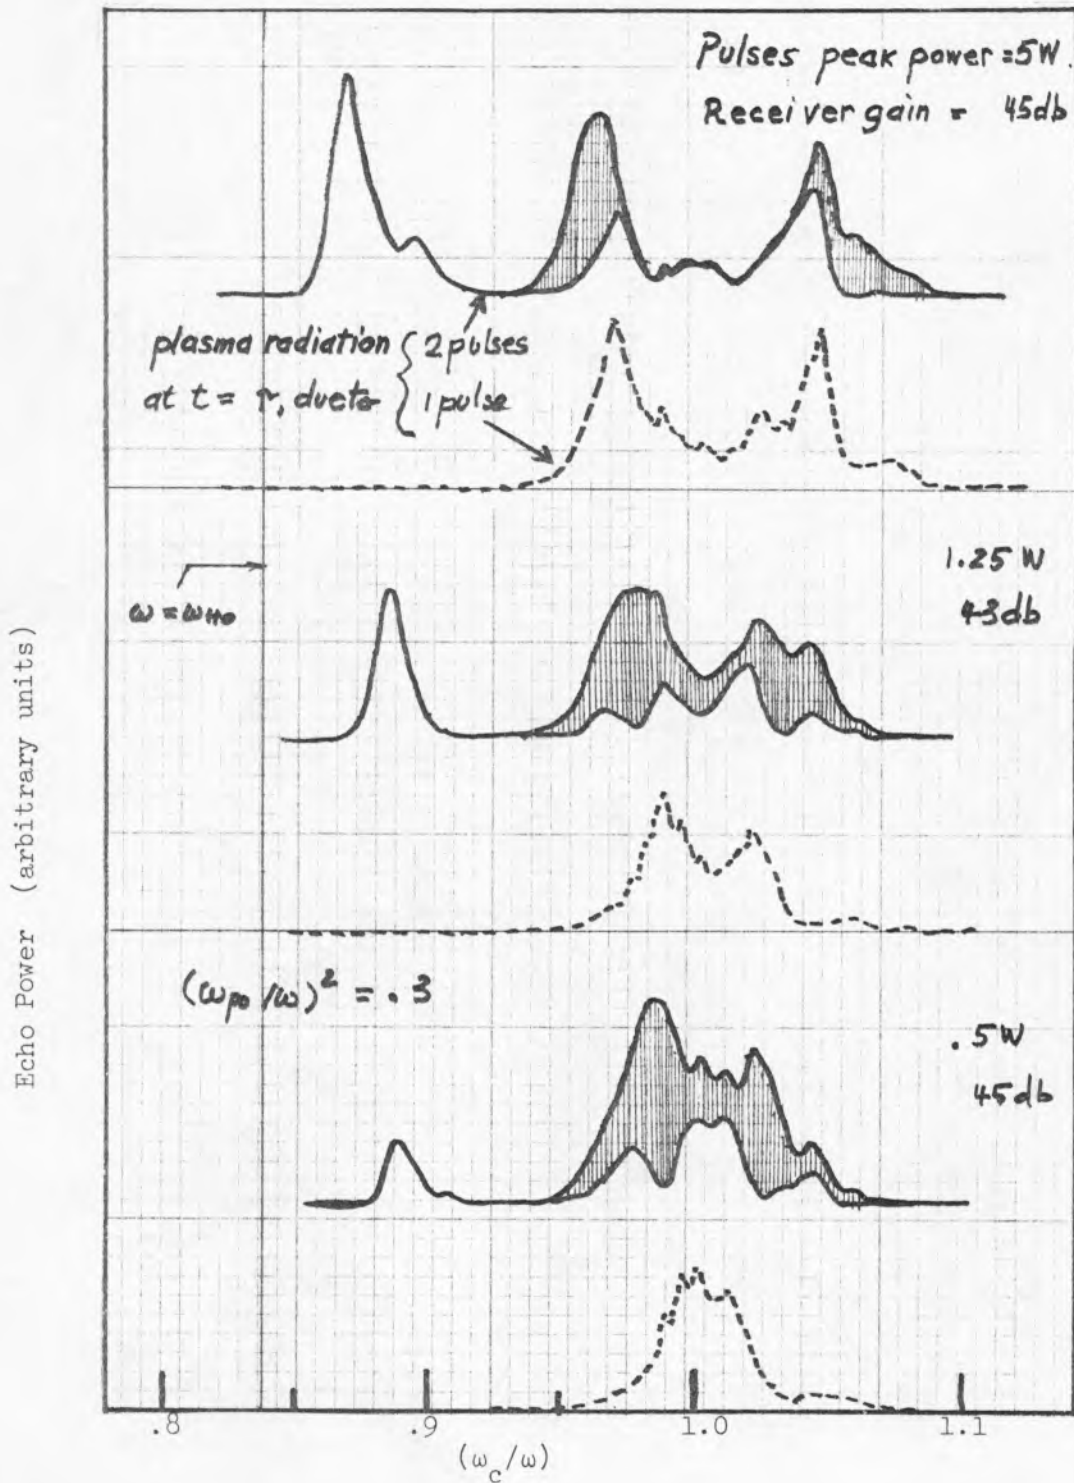 Pulses peak power = 5W.
Receiver gain = 45db
plasma radiation { 2 pulses
at t = τ, due to { 1 pulse
1.25 W
43db
ω = ωHo
Echo Power (arbitrary units)
(ωpo/ω)² = .3
.5W
45db
.8 .9 1.0 1.1
(ωc/ω)